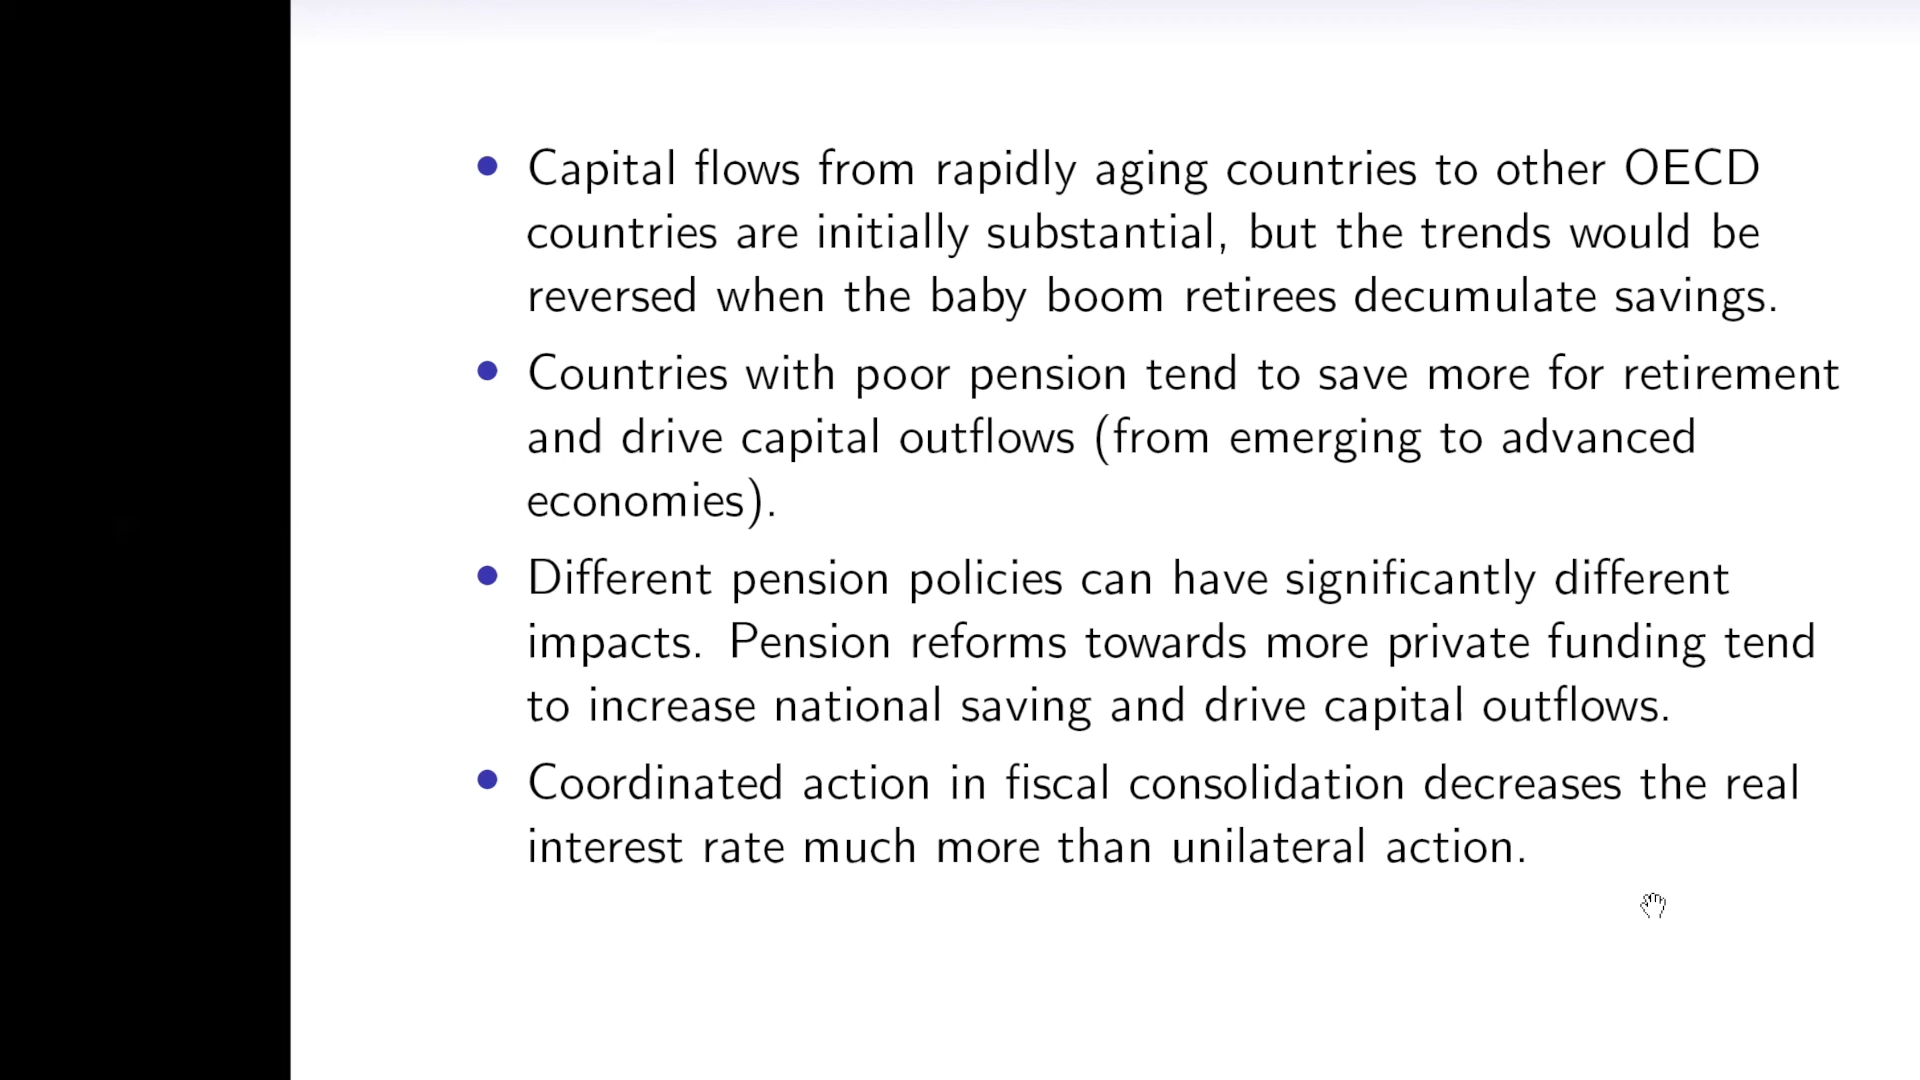 • Capital flows from rapidly aging countries to other OECD
countries are initially substantial, but the trends would be
reversed when the baby boom retirees decumulate savings.
• Countries with poor pension tend to save more for retirement
and drive capital outflows (from emerging to advanced
economies).
• Different pension policies can have significantly different
impacts. Pension reforms towards more private funding tend
to increase national saving and drive capital outflows.
• Coordinated action in fiscal consolidation decreases the real
interest rate much more than unilateral action.